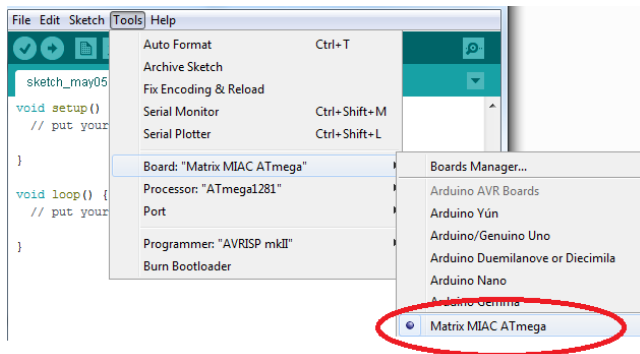 File Edit Sketch Tools Help
sketch_may05
void setup()
// put your
}
void loop() {
// put your
}
Auto Format Ctrl+T
Archive Sketch
Fix Encoding & Reload
Serial Monitor Ctrl+Shift+M
Serial Plotter Ctrl+Shift+L
Board: "Matrix MIAC ATmega"
Processor: "ATmega1281"
Port
Programmer: "AVRISP mkII"
Burn Bootloader
Boards Manager...
Arduino AVR Boards
Arduino Yún
Arduino/Genuino Uno
Arduino Duemilanove or Diecimila
Arduino Nano
Arduino Gemma
Matrix MIAC ATmega